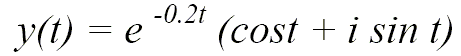 y(t) = e -0.2t (cost + i sin t)